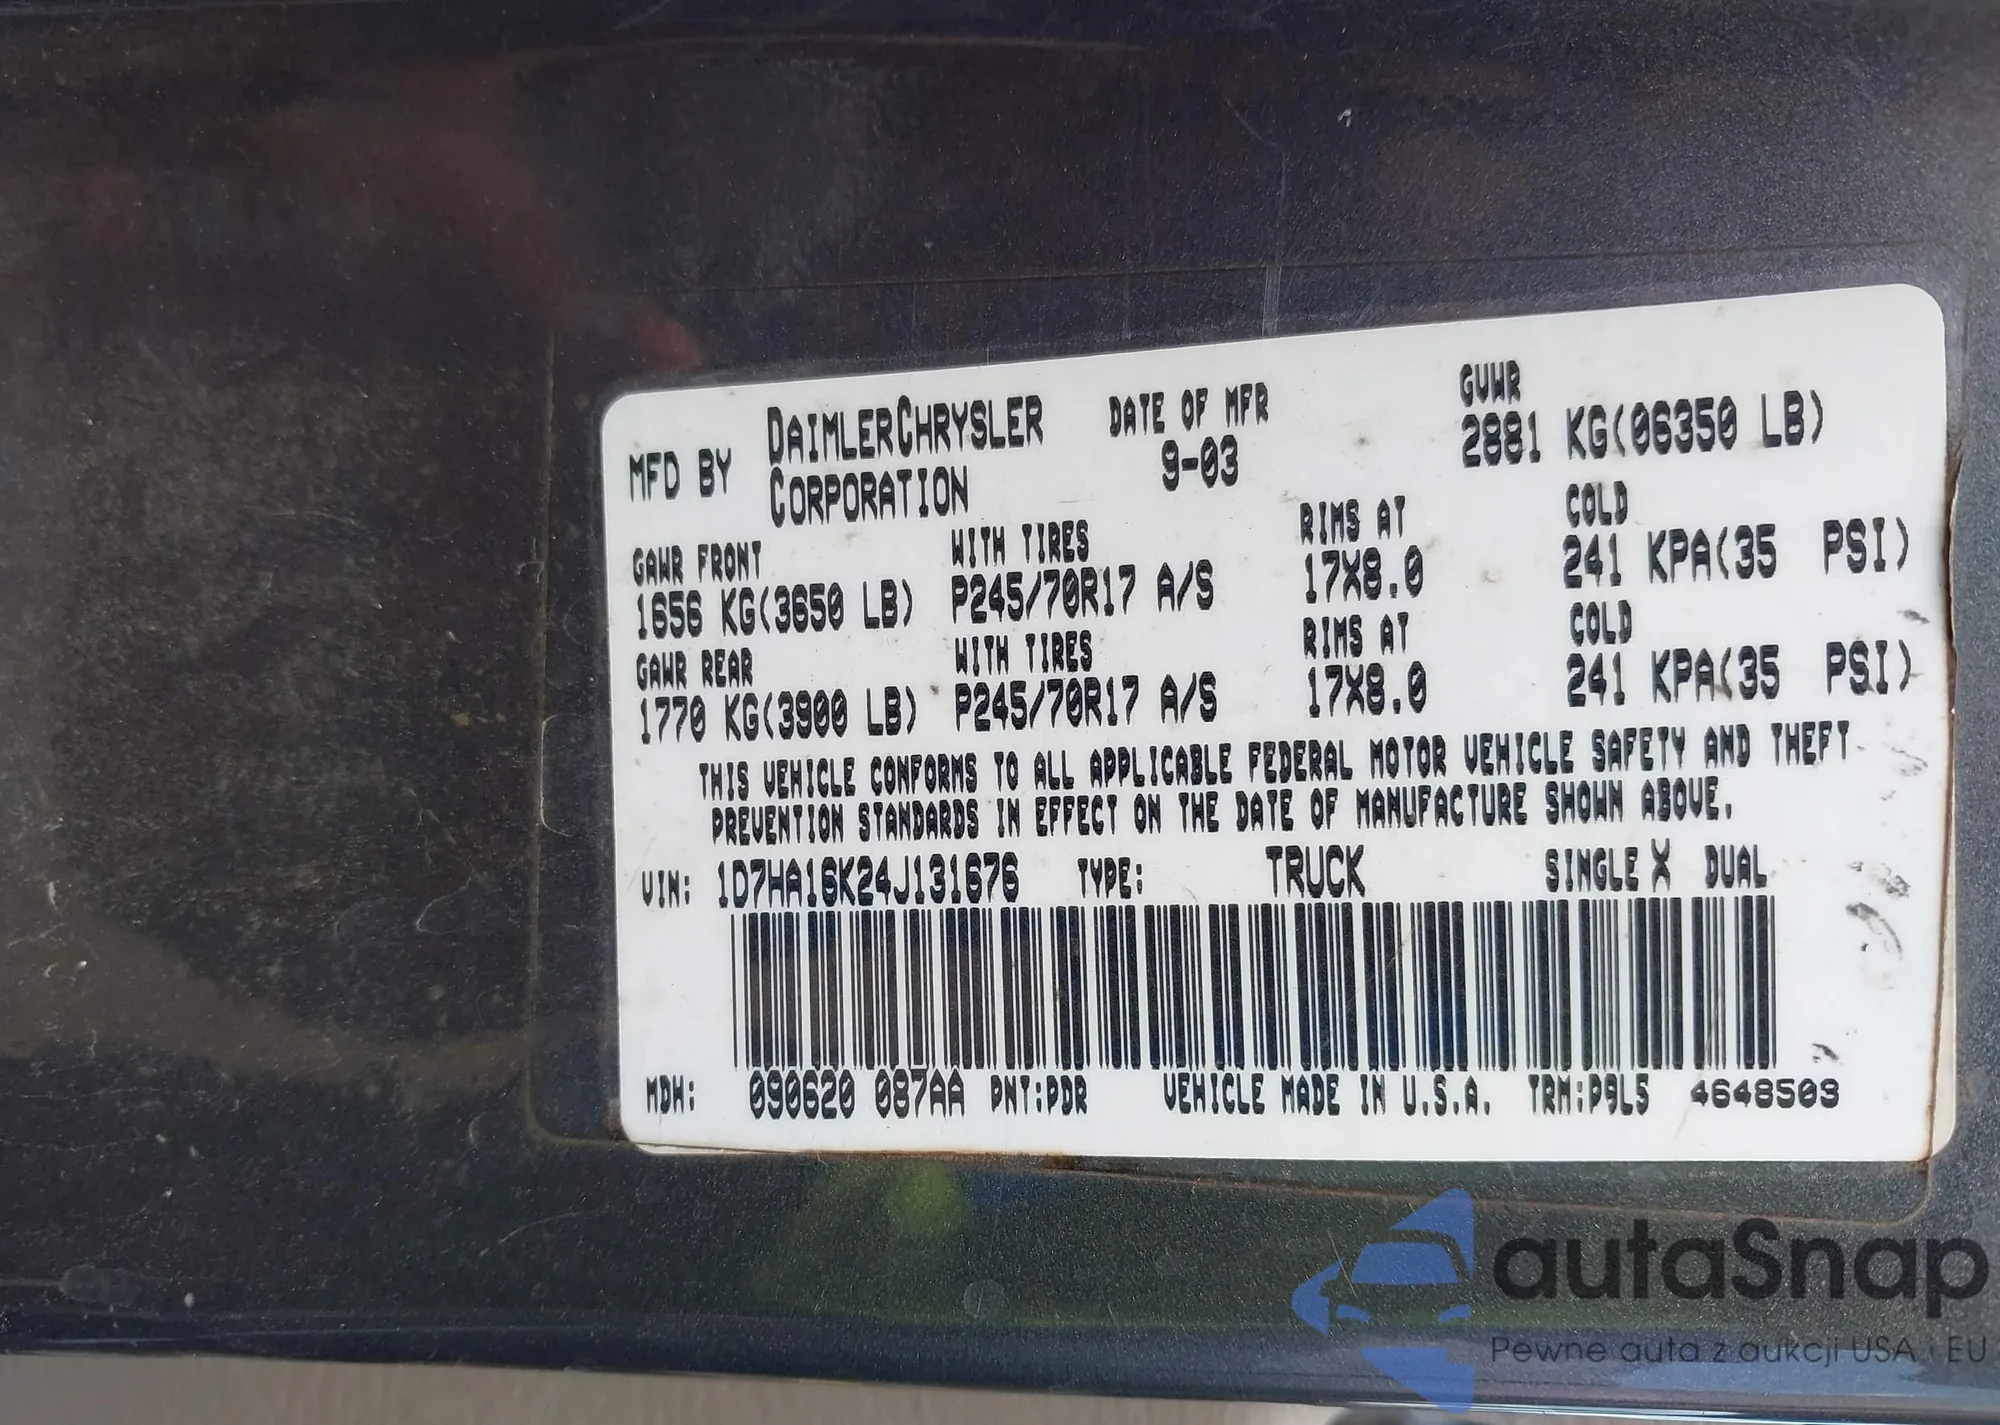 MFD BY DAIMLERCHRYSLER CORPORATION DATE OF MFR 9-03 GVWR 2881 KG(06350 LB)
GAWR FRONT WITH TIRES RIMS AT COLD
1656 KG(3650 LB) P245/70R17 A/S 17X8.0 241 KPA(35 PSI)
GAWR REAR WITH TIRES RIMS AT COLD
1770 KG(3900 LB) P245/70R17 A/S 17X8.0 241 KPA(35 PSI)
THIS VEHICLE CONFORMS TO ALL APPLICABLE FEDERAL MOTOR VEHICLE SAFETY AND THEFT
PREVENTION STANDARDS IN EFFECT ON THE DATE OF MANUFACTURE SHOWN ABOVE.
VIN: 1D7HA16K24J131676 TYPE: TRUCK SINGLE X DUAL
MDH: 090620 087AA PNT:PDR VEHICLE MADE IN U.S.A. TRM:P9L5 4648503
autaSnap
Pewne auta z aukcji USA i EU